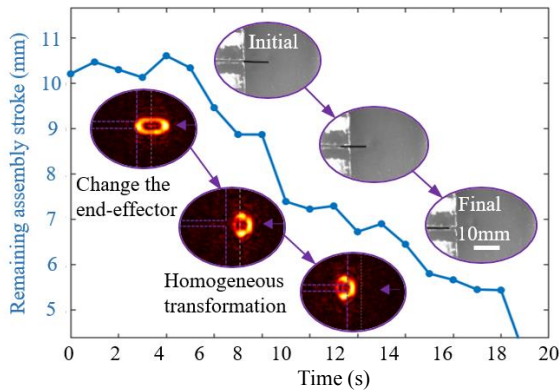 Remaining assembly stroke (mm)
11
10
9
8
7
6
5
Initial
Change the
end-effector
Final
10mm
Homogeneous
transformation
0 2 4 6 8 10 12 14 16 18 20
Time (s)